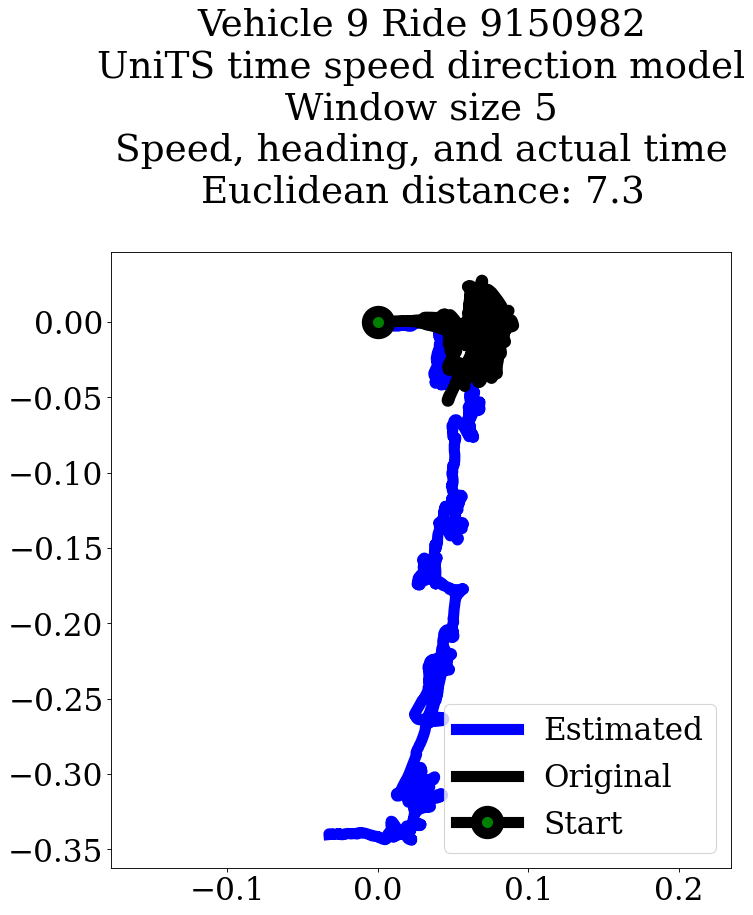 Vehicle 9 Ride 9150982
UniTS time speed direction model
Window size 5
Speed, heading, and actual time
Euclidean distance: 7.3
0.00
−0.05
−0.10
−0.15
−0.20
−0.25
−0.30
−0.35
Estimated
Original
Start
−0.1
0.0
0.1
0.2